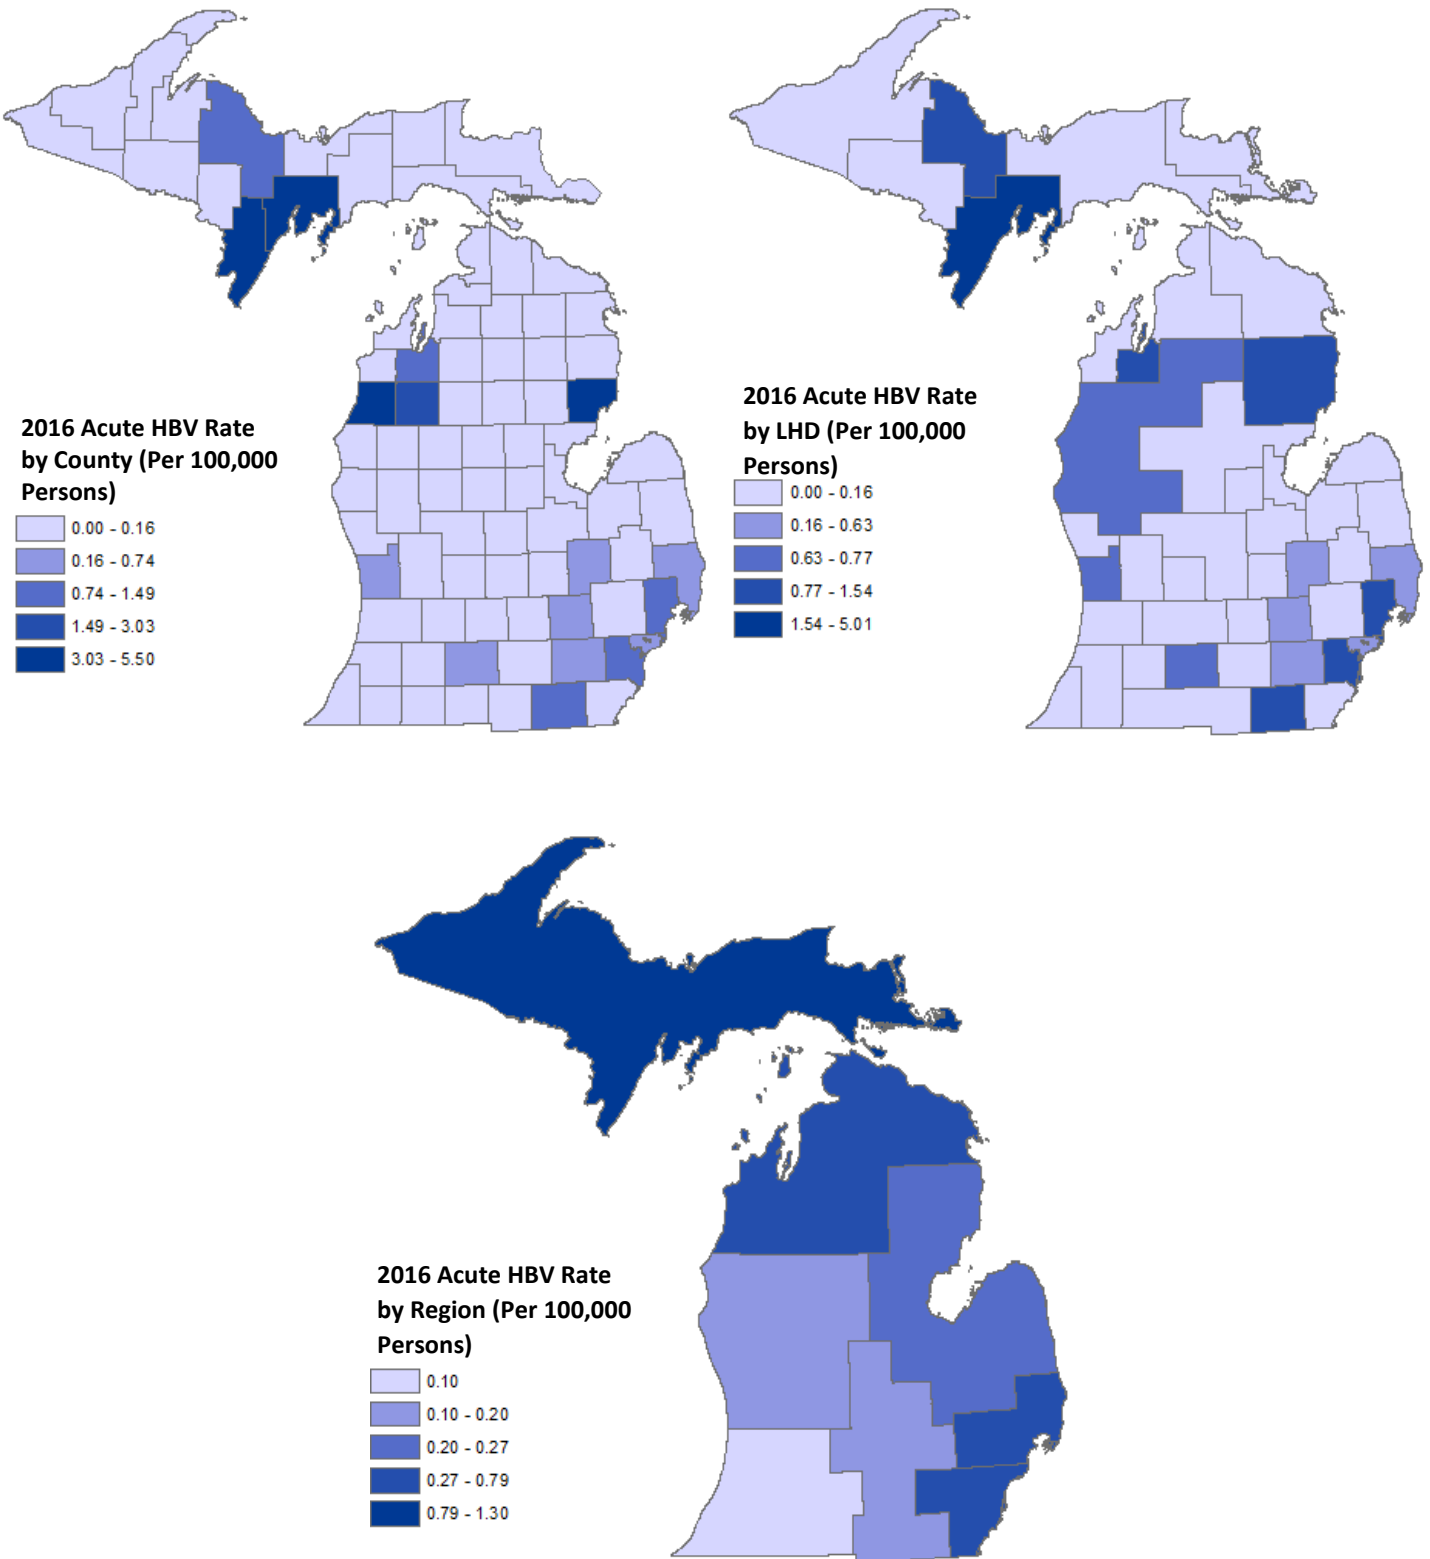 2016 Acute HBV Rate
by County (Per 100,000
Persons)
0.00 - 0.16
0.16 - 0.74
0.74 - 1.49
1.49 - 3.03
3.03 - 5.50
2016 Acute HBV Rate
by LHD (Per 100,000
Persons)
0.00 - 0.16
0.16 - 0.63
0.63 - 0.77
0.77 - 1.54
1.54 - 5.01
2016 Acute HBV Rate
by Region (Per 100,000
Persons)
0.10
0.10 - 0.20
0.20 - 0.27
0.27 - 0.79
0.79 - 1.30